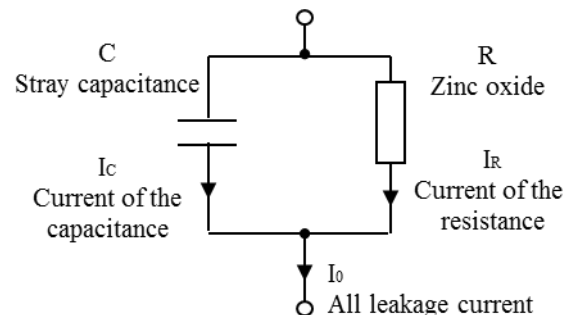 C
Stray capacitance
R
Zinc oxide
IC
Current of the
capacitance
IR
Current of the
resistance
I0
All leakage current